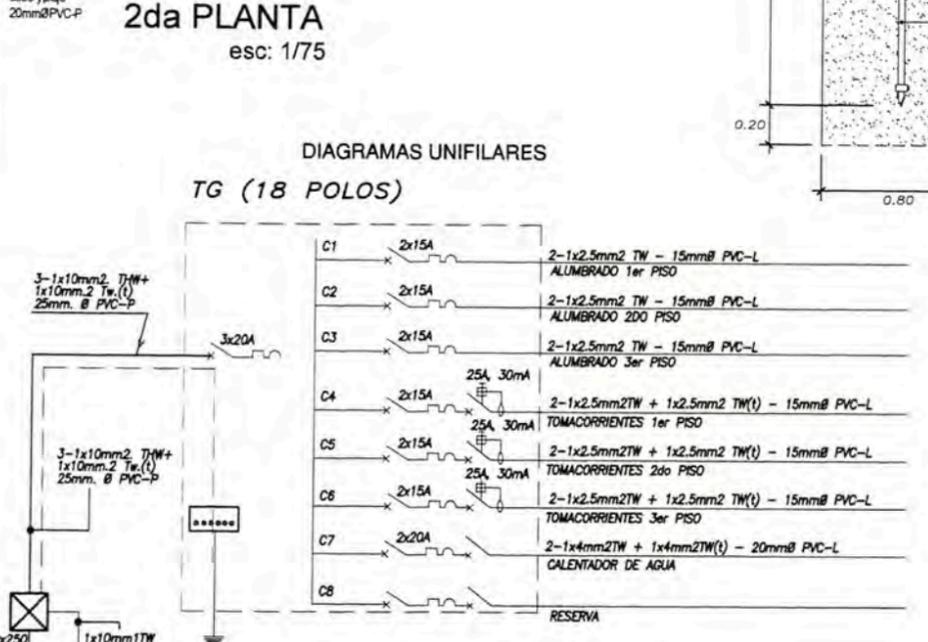 20mmØPVC-P
2da PLANTA
esc: 1/75
0.20
0.80
DIAGRAMAS UNIFILARES
TG (18 POLOS)
3-1x10mm2. THW+
1x10mm.2 Tw.(t)
25mm. Ø PVC-P
3x20A
3-1x10mm2. THW+
1x10mm.2 Tw.(t)
25mm. Ø PVC-P
C1 2x15A 2-1x2.5mm2 TW - 15mmØ PVC-L
ALUMBRADO 1er PISO
C2 2x15A 2-1x2.5mm2 TW - 15mmØ PVC-L
ALUMBRADO 2DO PISO
C3 2x15A 2-1x2.5mm2 TW - 15mmØ PVC-L
ALUMBRADO 3er PISO
25A, 30mA
C4 2x15A 2-1x2.5mm2TW + 1x2.5mm2 TW(t) - 15mmØ PVC-L
TOMACORRIENTES 1er PISO
25A, 30mA
C5 2x15A 2-1x2.5mm2TW + 1x2.5mm2 TW(t) - 15mmØ PVC-L
TOMACORRIENTES 2do PISO
25A, 30mA
C6 2x15A 2-1x2.5mm2TW + 1x2.5mm2 TW(t) - 15mmØ PVC-L
TOMACORRIENTES 3er PISO
C7 2x20A 2-1x4mm2TW + 1x4mm2TW(t) - 20mmØ PVC-L
CALENTADOR DE AGUA
C8
RESERVA
x250
1x10mm1TW